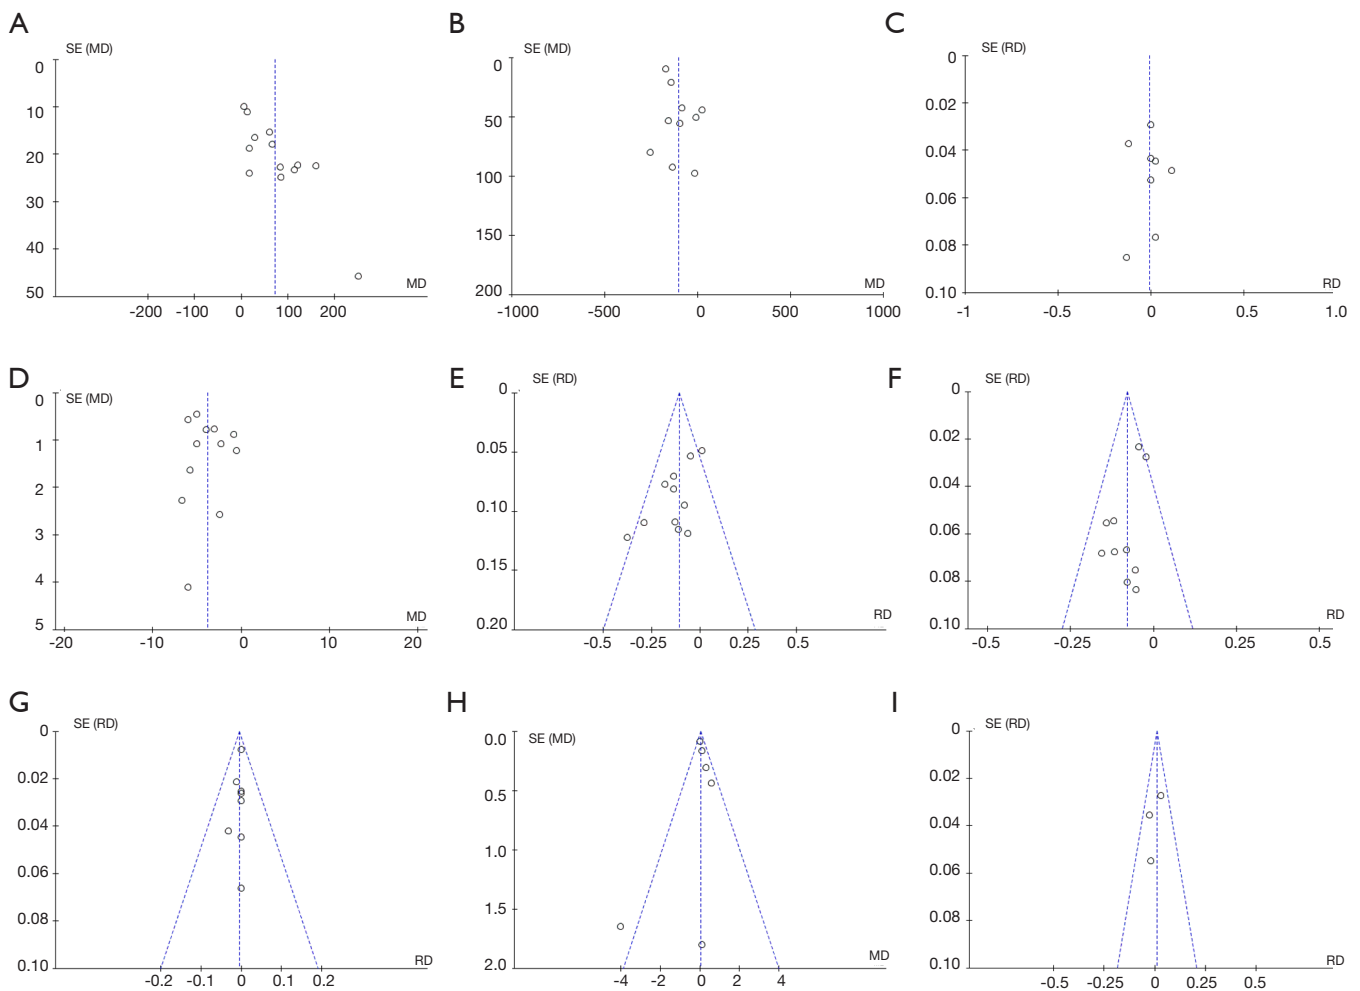 A
SE (MD)
0
10
20
30
40
50
MD
-200 -100 0 100 200
B
SE (MD)
0
50
100
150
200
MD
-1000 -500 0 500 1000
C
SE (RD)
0
0.02
0.04
0.06
0.08
0.10
RD
-1 -0.5 0 0.5 1.0
D
SE (MD)
0
1
2
3
4
5
MD
-20 -10 0 10 20
E
SE (RD)
0
0.05
0.10
0.15
0.20
RD
-0.5 -0.25 0 0.25 0.5
F
SE (RD)
0
0.02
0.04
0.06
0.08
0.10
RD
-0.5 -0.25 0 0.25 0.5
G
SE (RD)
0
0.02
0.04
0.06
0.08
0.10
RD
-0.2 -0.1 0 0.1 0.2
H
SE (MD)
0.0
0.5
1.0
1.5
2.0
MD
-4 -2 0 2 4
I
SE (RD)
0
0.02
0.04
0.06
0.08
0.10
RD
-0.5 -0.25 0 0.25 0.5